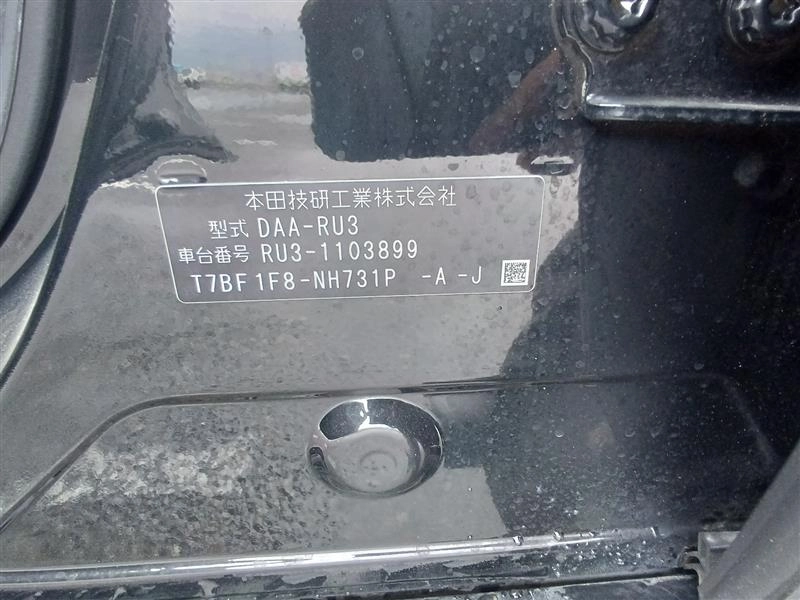 本田技研工業株式会社
型式 DAA-RU3
車台番号 RU3-1103899
T7BF1F8-NH731P -A -J